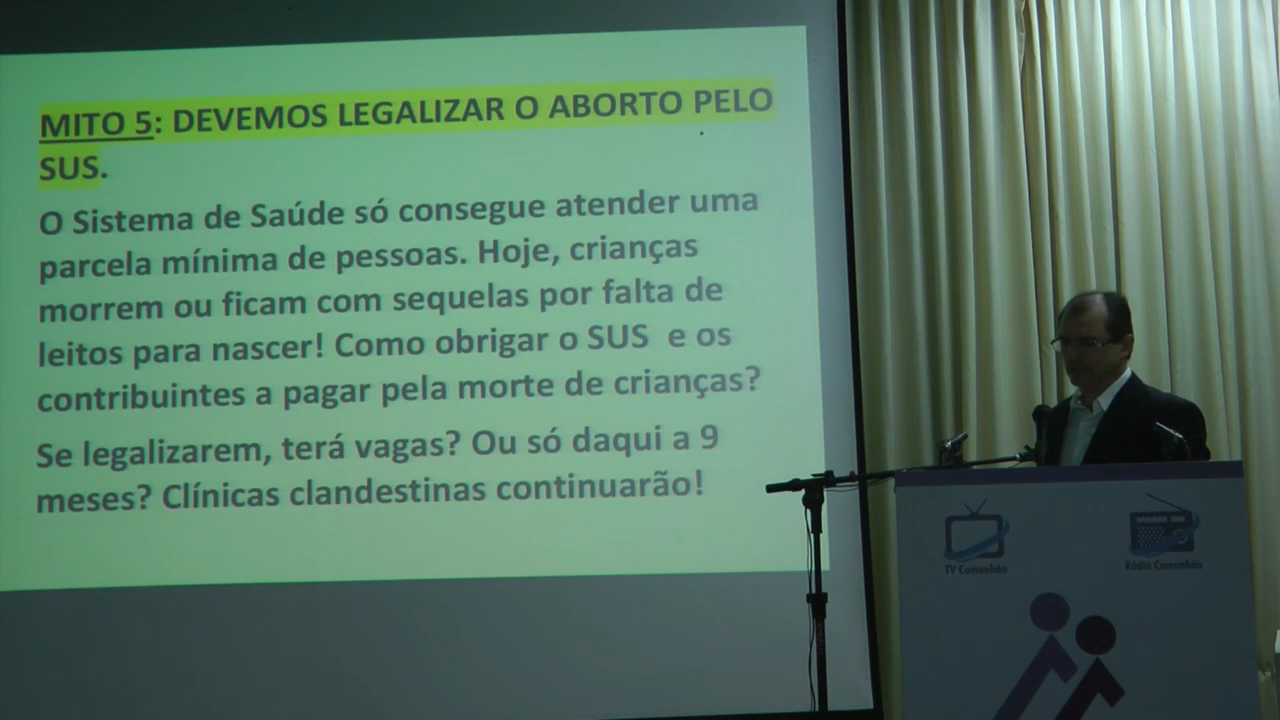 MITO 5: DEVEMOS LEGALIZAR O ABORTO PELO
SUS.
O Sistema de Saúde só consegue atender uma
parcela mínima de pessoas. Hoje, crianças
morrem ou ficam com sequelas por falta de
leitos para nascer! Como obrigar o SUS e os
contribuintes a pagar pela morte de crianças?
Se legalizarem, terá vagas? Ou só daqui a 9
meses? Clínicas clandestinas continuarão!
TV Comunhão
Rádio Comunhão